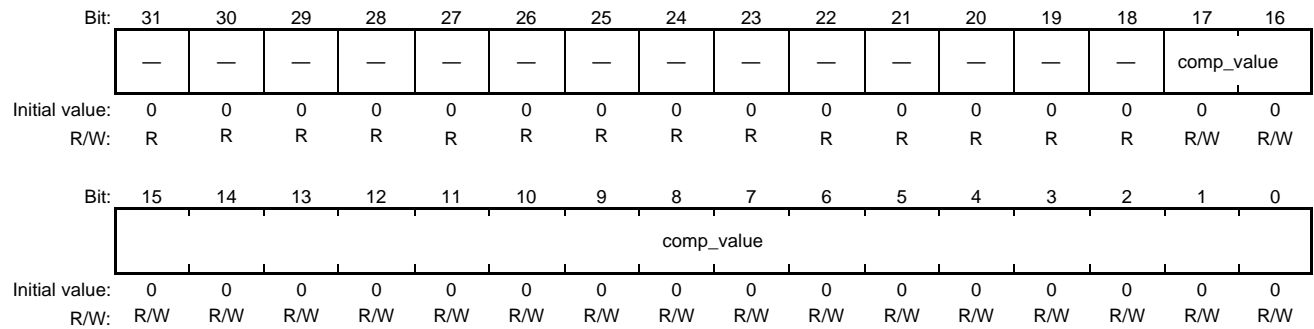 Bit: 31 30 29 28 27 26 25 24 23 22 21 20 19 18 17 16
— — — — — — — — — — — — — — comp_value
Initial value: 0 0 0 0 0 0 0 0 0 0 0 0 0 0 0 0
R/W: R R R R R R R R R R R R R R R/W R/W
Bit: 15 14 13 12 11 10 9 8 7 6 5 4 3 2 1 0
comp_value
Initial value: 0 0 0 0 0 0 0 0 0 0 0 0 0 0 0 0
R/W: R/W R/W R/W R/W R/W R/W R/W R/W R/W R/W R/W R/W R/W R/W R/W R/W